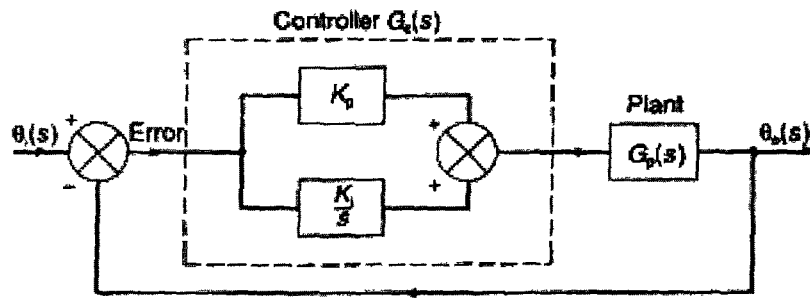 Controller G_c(s)
K_p
Plant
θ_i(s)
+
Error
+
G_p(s)
θ_o(s)
-
K_i
s
+